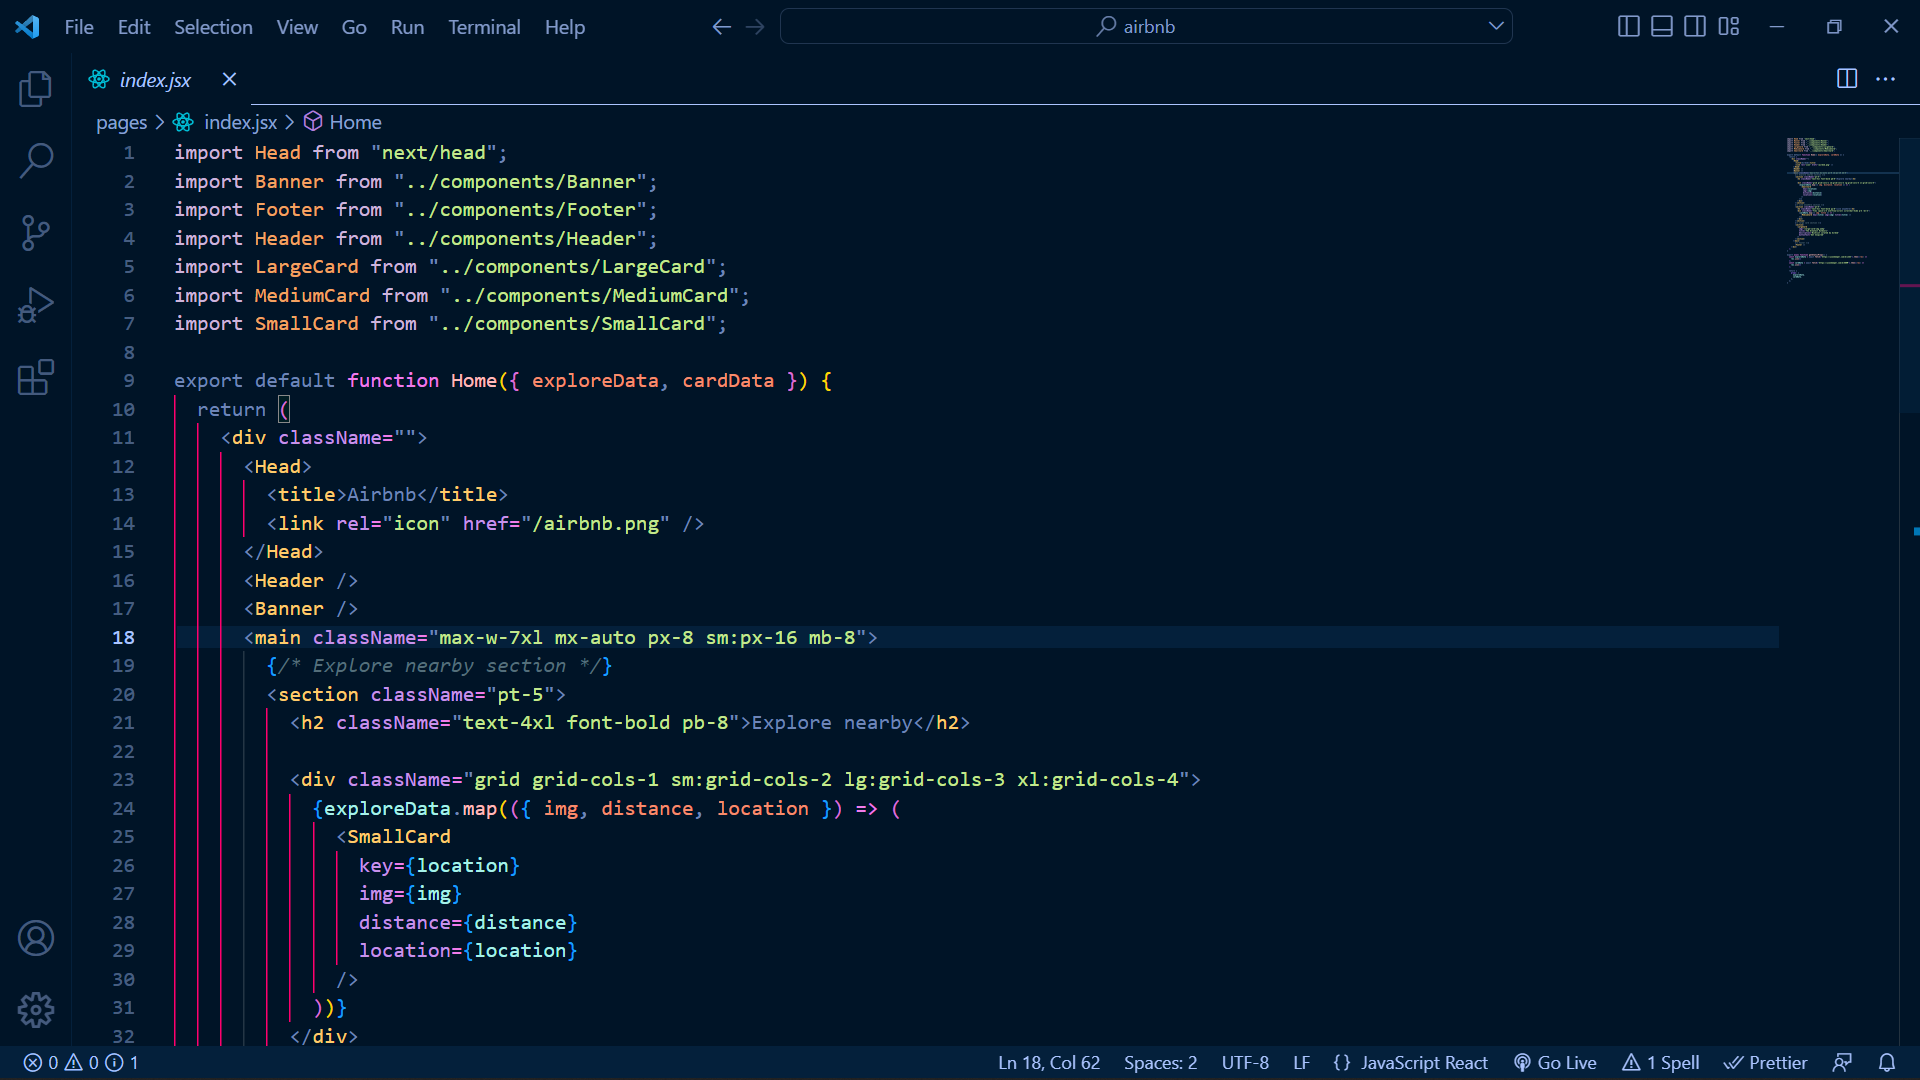 File Edit Selection View Go Run Terminal Help airbnb
index.jsx
pages > index.jsx > Home
1 import Head from "next/head";
2 import Banner from "../components/Banner";
3 import Footer from "../components/Footer";
4 import Header from "../components/Header";
5 import LargeCard from "../components/LargeCard";
6 import MediumCard from "../components/MediumCard";
7 import SmallCard from "../components/SmallCard";
8
9 export default function Home({ exploreData, cardData }) {
10 return (
11 <div className="">
12 <Head>
13 <title>Airbnb</title>
14 <link rel="icon" href="/airbnb.png" />
15 </Head>
16 <Header />
17 <Banner />
18 <main className="max-w-7xl mx-auto px-8 sm:px-16 mb-8">
19 {/* Explore nearby section */}
20 <section className="pt-5">
21 <h2 className="text-4xl font-bold pb-8">Explore nearby</h2>
22
23 <div className="grid grid-cols-1 sm:grid-cols-2 lg:grid-cols-3 xl:grid-cols-4">
24 {exploreData.map(({ img, distance, location }) => (
25 <SmallCard
26 key={location}
27 img={img}
28 distance={distance}
29 location={location}
30 />
31 ))}
32 </div>
0 0 1 Ln 18, Col 62 Spaces: 2 UTF-8 LF {} JavaScript React Go Live 1 Spell Prettier